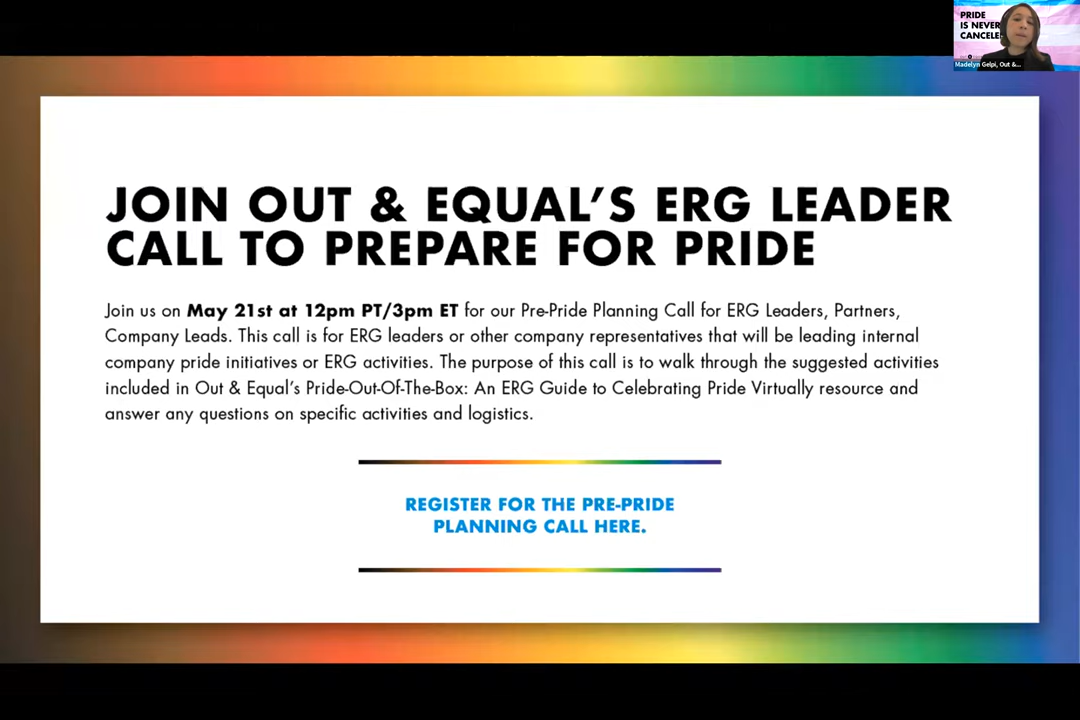 PRIDE
IS NEVER
CANCELE
Madelyn Gelpi, Out &...
JOIN OUT & EQUAL’S ERG LEADER
CALL TO PREPARE FOR PRIDE
Join us on May 21st at 12pm PT/3pm ET for our Pre-Pride Planning Call for ERG Leaders, Partners,
Company Leads. This call is for ERG leaders or other company representatives that will be leading internal
company pride initiatives or ERG activities. The purpose of this call is to walk through the suggested activities
included in Out & Equal’s Pride-Out-Of-The-Box: An ERG Guide to Celebrating Pride Virtually resource and
answer any questions on specific activities and logistics.
REGISTER FOR THE PRE-PRIDE
PLANNING CALL HERE.